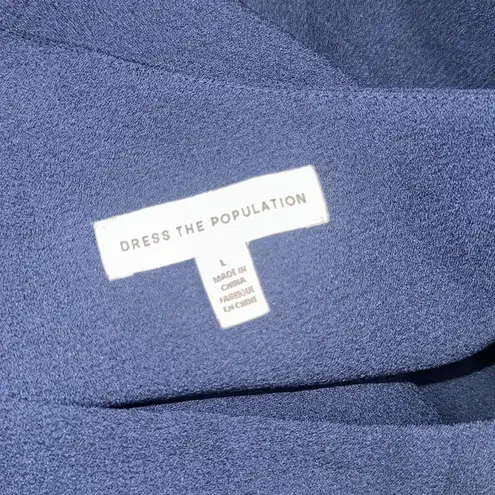 DRESS THE POPULATION
L
MADE IN
CHINA
FABRIQUE
EN CHINE